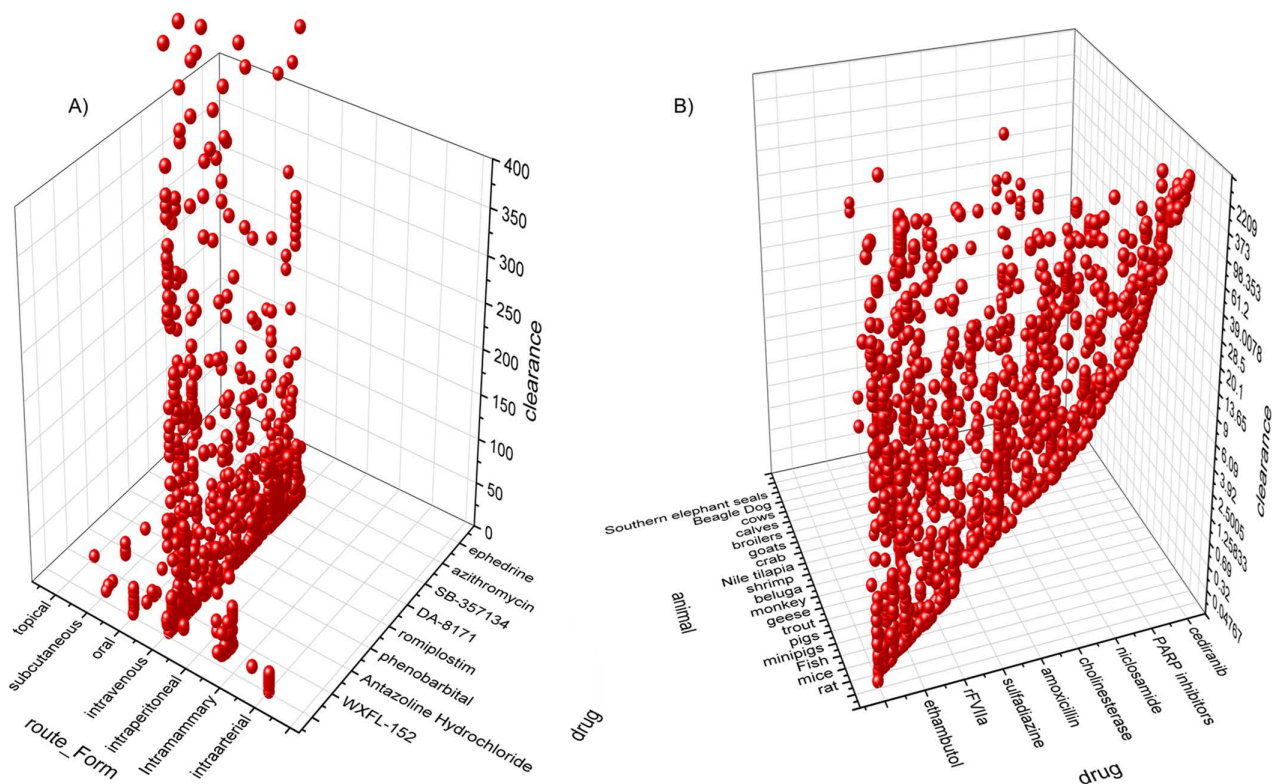 A)
400
350
300
250
200
150
100
50
0
clearance
topical
subcutaneous
oral
intravenous
intraperitoneal
Intramammary
intraarterial
route_Form
ephedrine
azithromycin
SB-357134
DA-8171
romiplostim
phenobarbital
Antazoline Hydrochloride
WXFL-152
drug
B)
2209
373
98.353
61.2
39.0078
28.5
20.1
13.65
9
6.09
3.92
2.5005
1.25833
0.69
0.32
0.04767
clearance
Southern elephant seals
Beagle Dog
cows
calves
broilers
goats
crab
Nile tilapia
shrimp
beluga
monkey
geese
trout
pigs
minipigs
Fish
mice
rat
animal
ethambutol
rFVIIa
sulfadiazine
amoxicillin
cholinesterase
niclosamide
PARP inhibitors
cediranib
drug